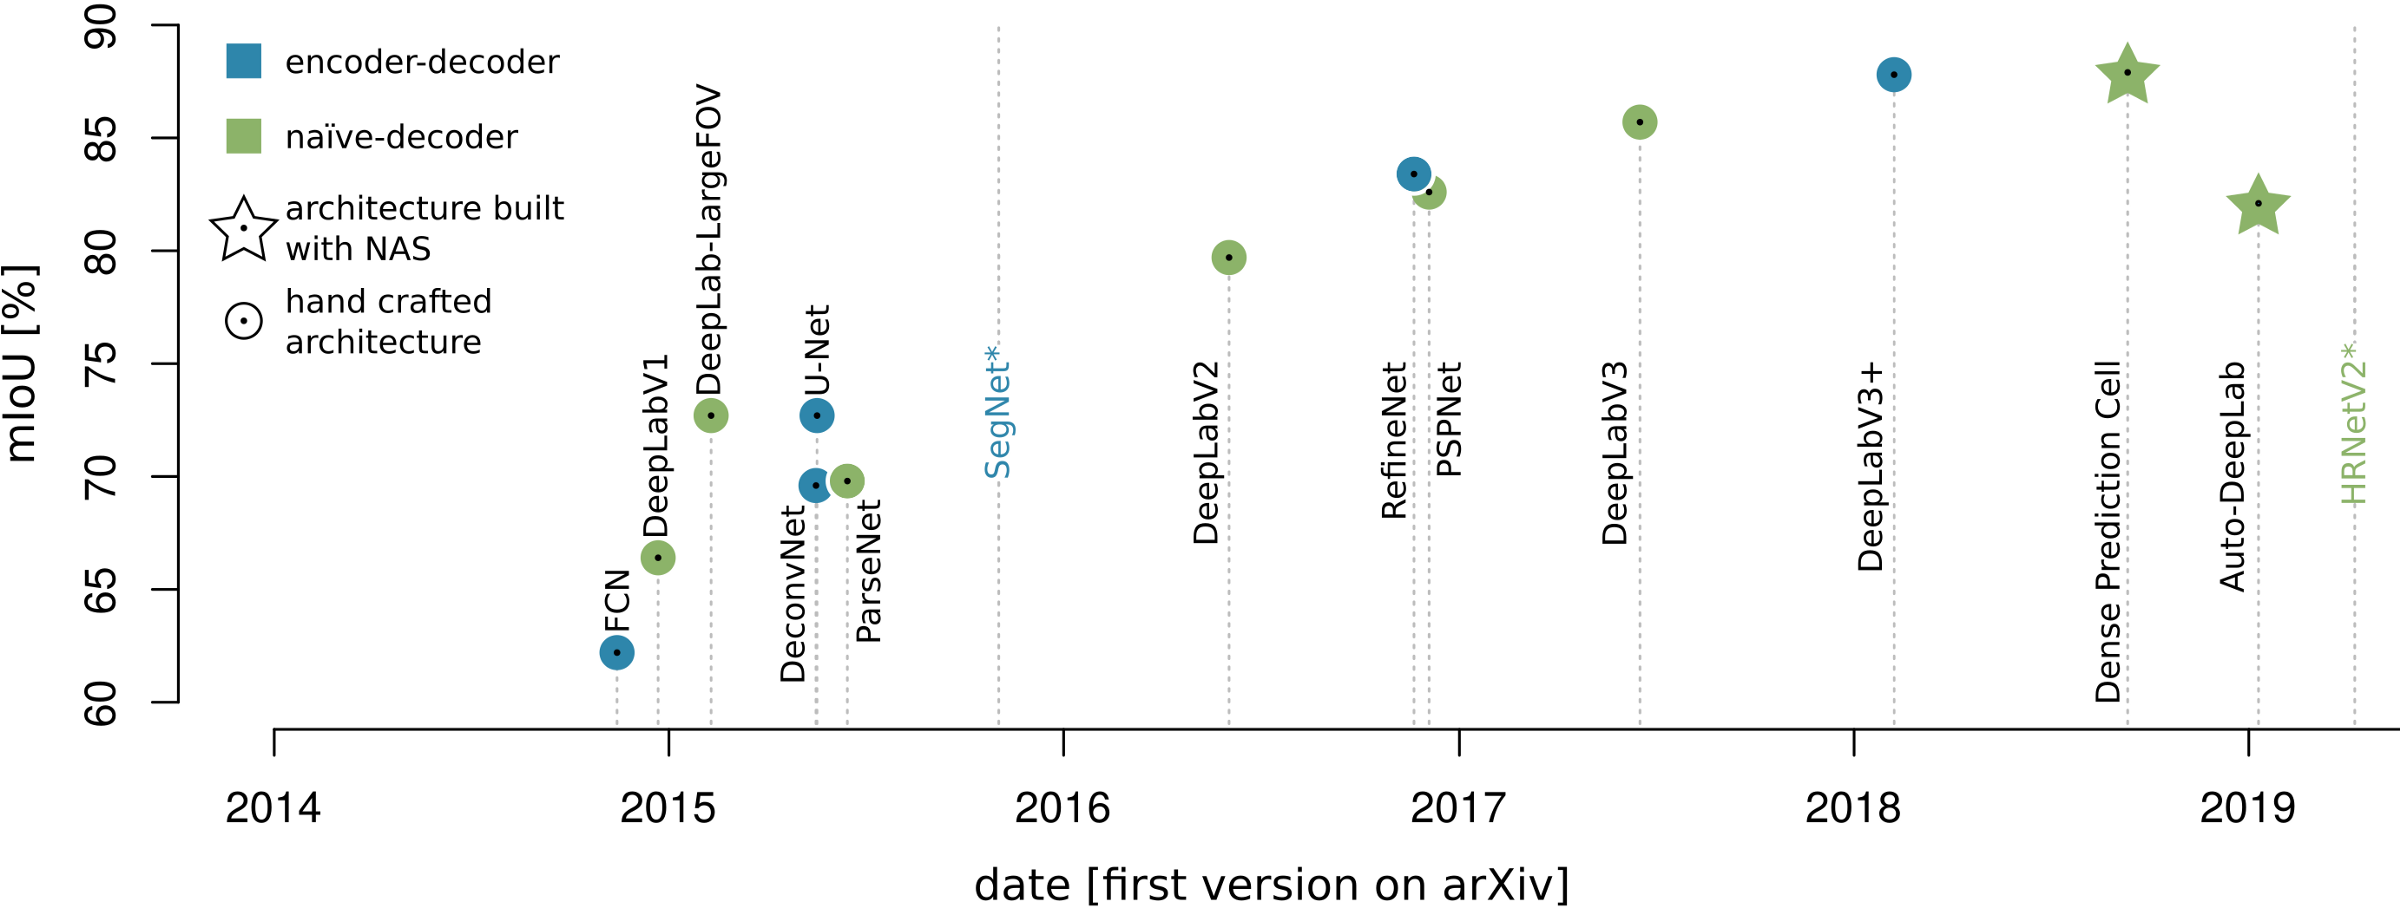 90
85
80
75
70
65
60
mIoU [%]
encoder-decoder
naïve-decoder
architecture built
with NAS
hand crafted
architecture
FCN
DeepLabV1
DeepLab-LargeFOV
DeconvNet
U-Net
ParseNet
SegNet*
DeepLabV2
RefineNet
PSPNet
DeepLabV3
DeepLabV3+
Dense Prediction Cell
Auto-DeepLab
HRNetV2*
2014
2015
2016
2017
2018
2019
date [first version on arXiv]